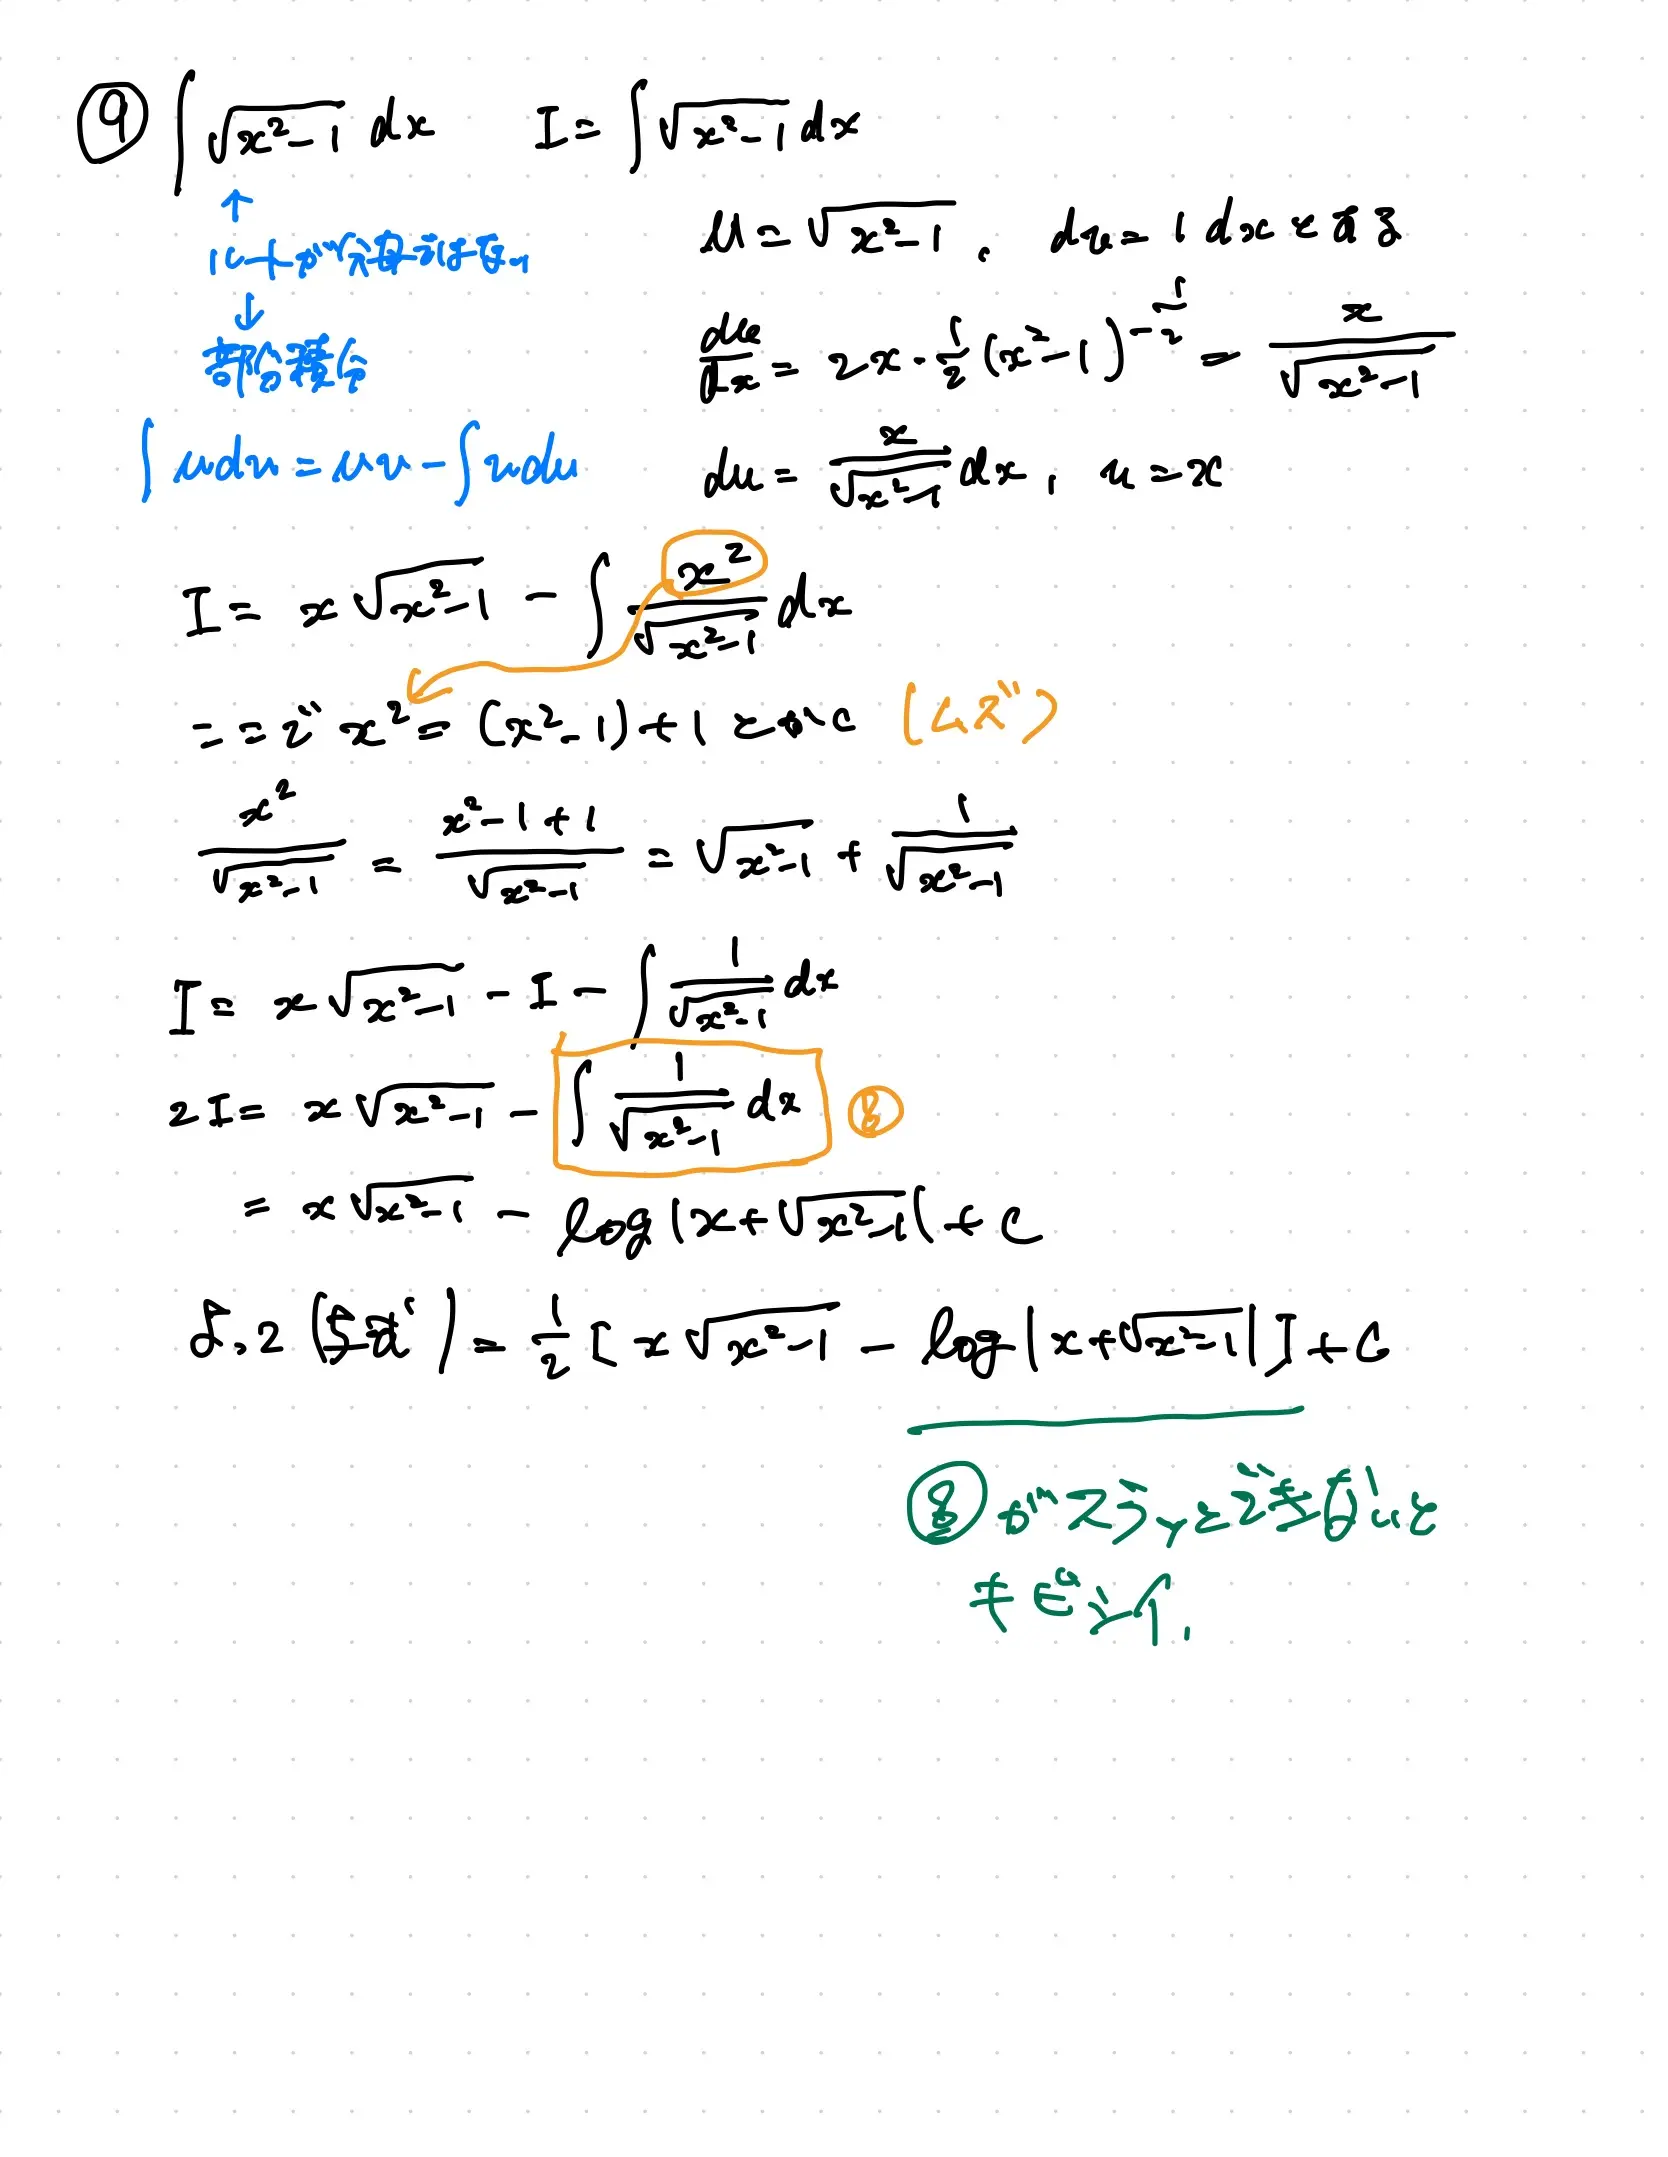 ⑨ ∫√(x²-1) dx  I = ∫√(x²-1) dx
↑
ルートが分母ではない
↓
部分積分
∫u dv = uv - ∫v du
u = √(x²-1), dv = 1 dx とする
du/dx = 2x・1/2 (x²-1)^(-1/2) = x/√(x²-1)
du = x/√(x²-1) dx, v = x
I = x√(x²-1) - ∫ x²/√(x²-1) dx
ここで x² = (x²-1)+1 とかく (ムズ)
x²/√(x²-1) = (x²-1+1)/√(x²-1) = √(x²-1) + 1/√(x²-1)
I = x√(x²-1) - I - ∫ 1/√(x²-1) dx
2I = x√(x²-1) - ∫ 1/√(x²-1) dx ⑧
= x√(x²-1) - log|x+√(x²-1)| + C
よって (与式) = 1/2 [x√(x²-1) - log|x+√(x²-1)|] + C
⑧がスラッとできないと
キビシイ.